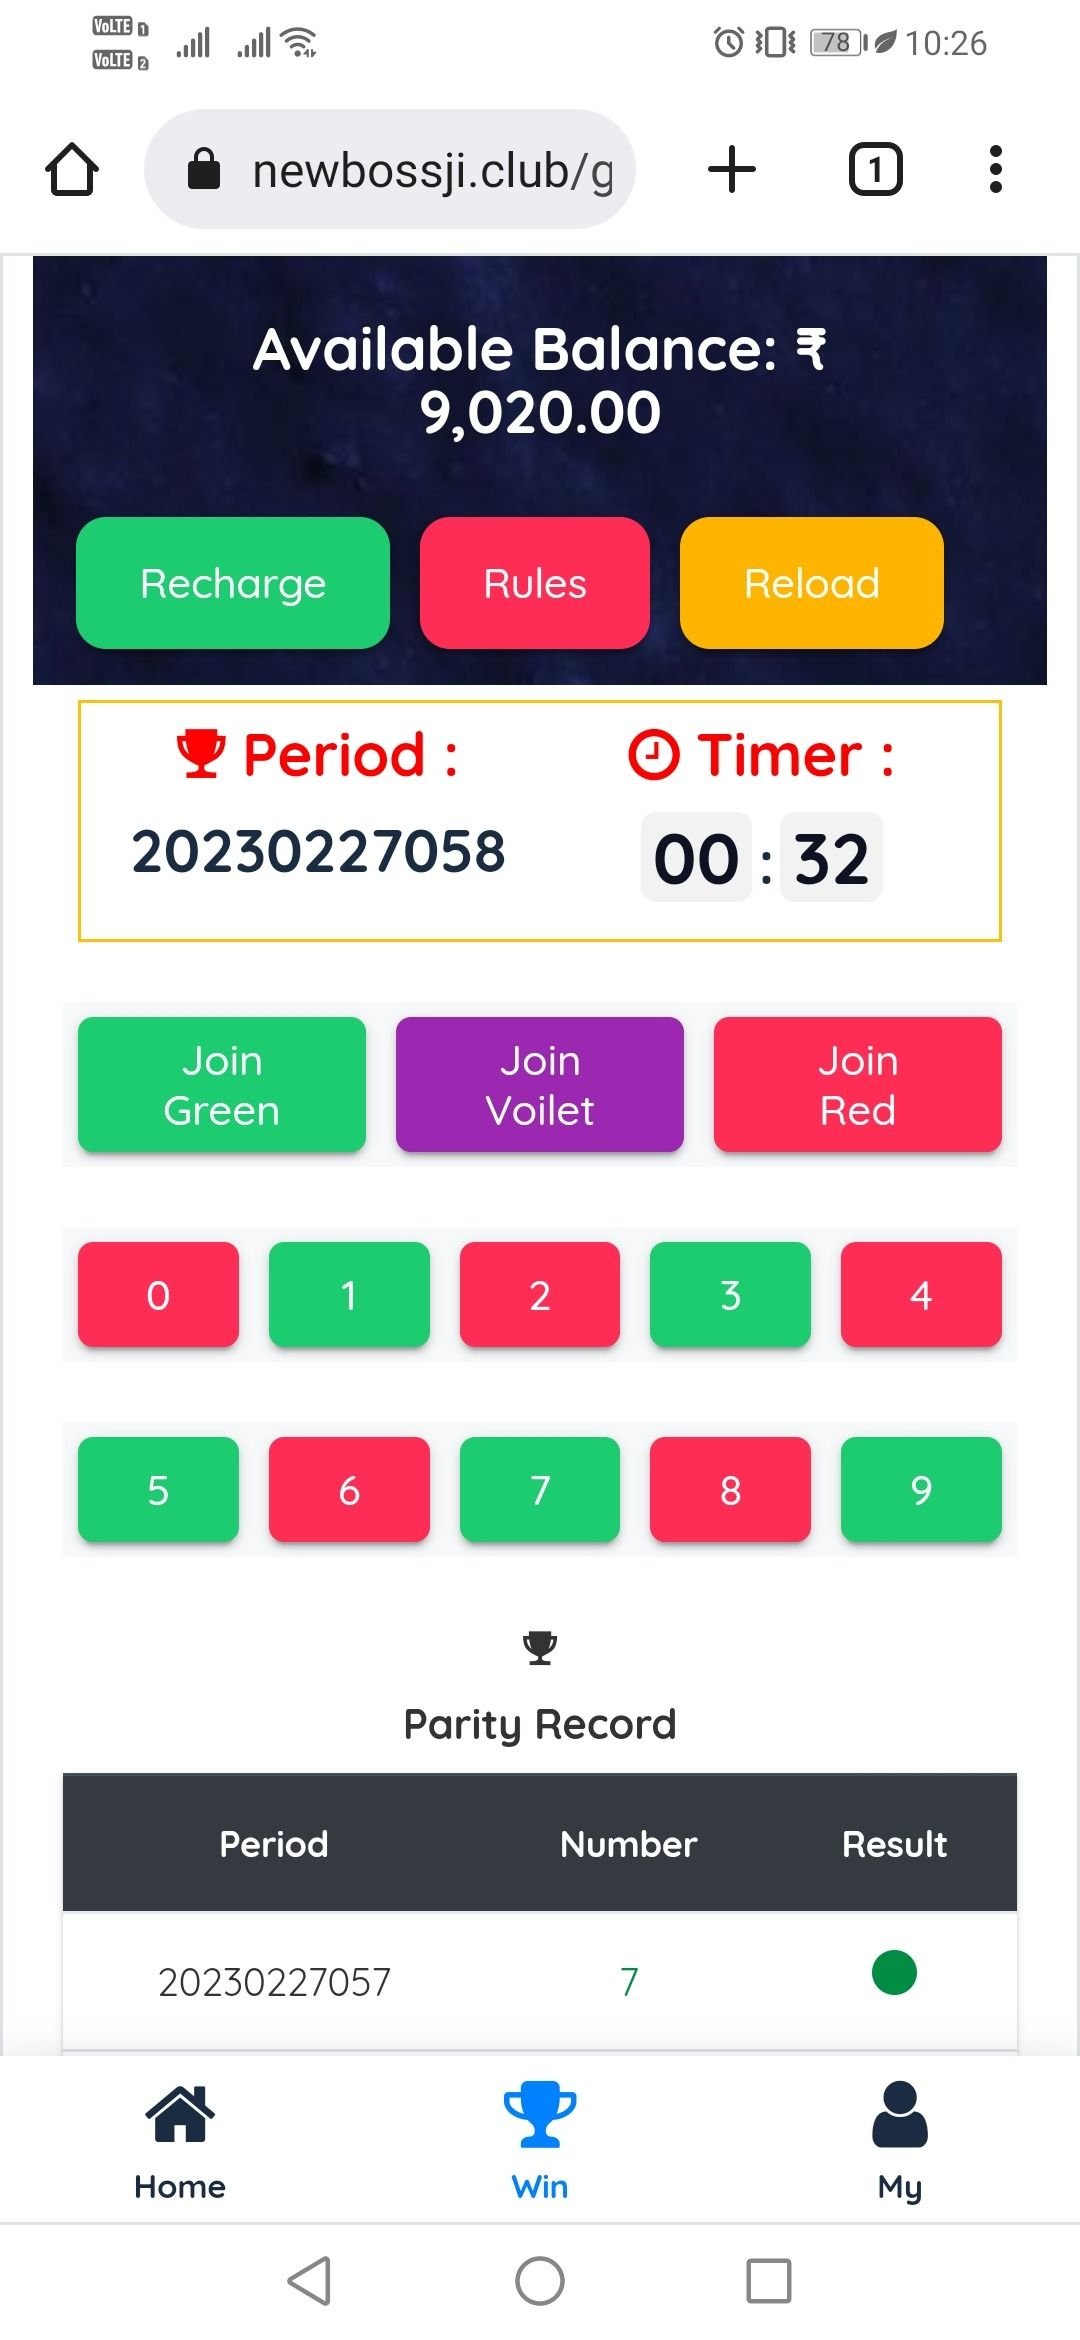 VoLTE 1
VoLTE 2
78
10:26
newbossji.club/g
1
Available Balance: ₹
9,020.00
Recharge Rules Reload
Period : Timer :
20230227058 00 : 32
Join Green Join Voilet Join Red
0 1 2 3 4
5 6 7 8 9
Parity Record
Period Number Result
20230227057 7
Home Win My